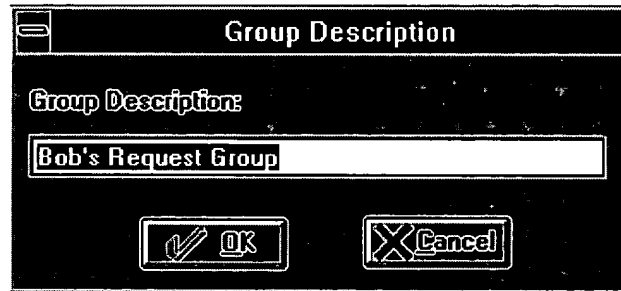 Group Description
Group Description:
Bob's Request Group
OK Cancel